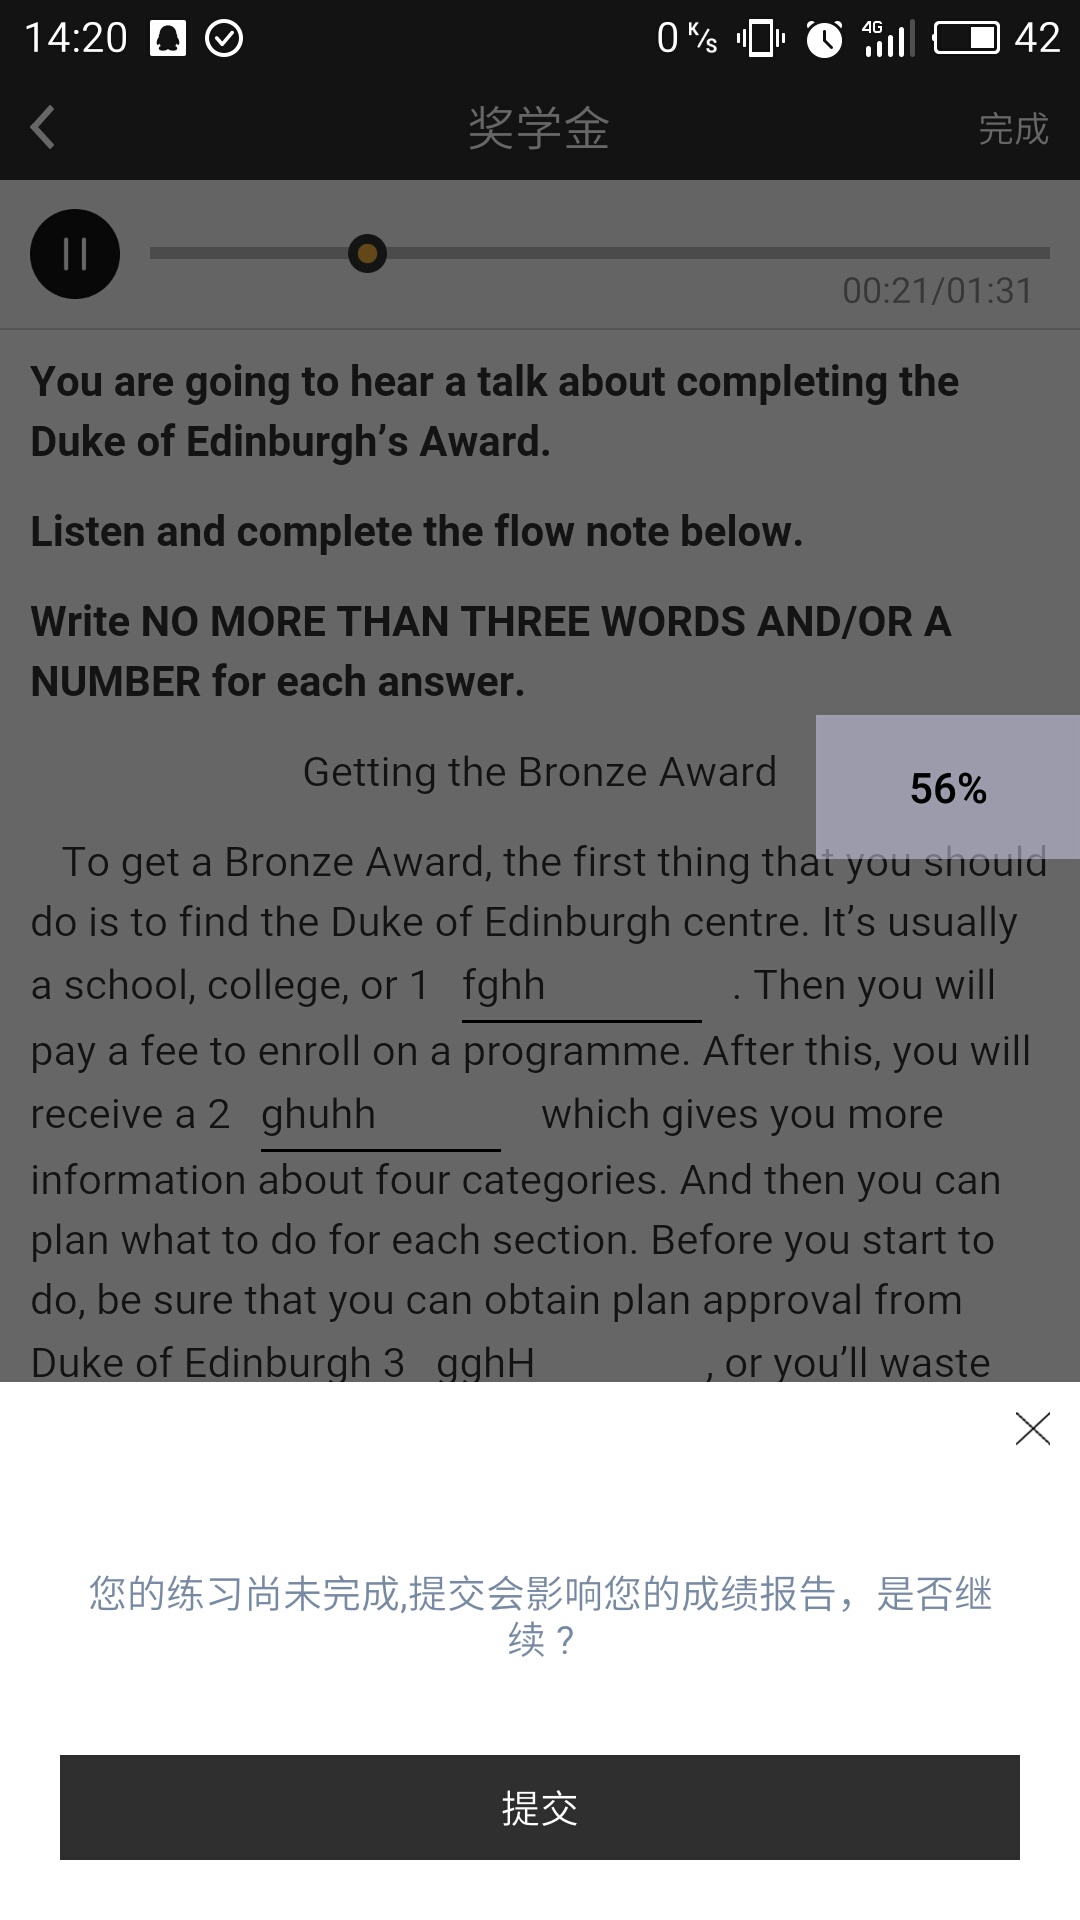 14:20 0 K/s 4G 42
奖学金 完成
00:21/01:31
You are going to hear a talk about completing the
Duke of Edinburgh’s Award.
Listen and complete the flow note below.
Write NO MORE THAN THREE WORDS AND/OR A
NUMBER for each answer.
Getting the Bronze Award
56%
To get a Bronze Award, the first thing that you should
do is to find the Duke of Edinburgh centre. It’s usually
a school, college, or 1 fghh . Then you will
pay a fee to enroll on a programme. After this, you will
receive a 2 ghuhh which gives you more
information about four categories. And then you can
plan what to do for each section. Before you start to
do, be sure that you can obtain plan approval from
Duke of Edinburgh 3 gghH , or you’ll waste
您的练习尚未完成,提交会影响您的成绩报告，是否继
续？
提交